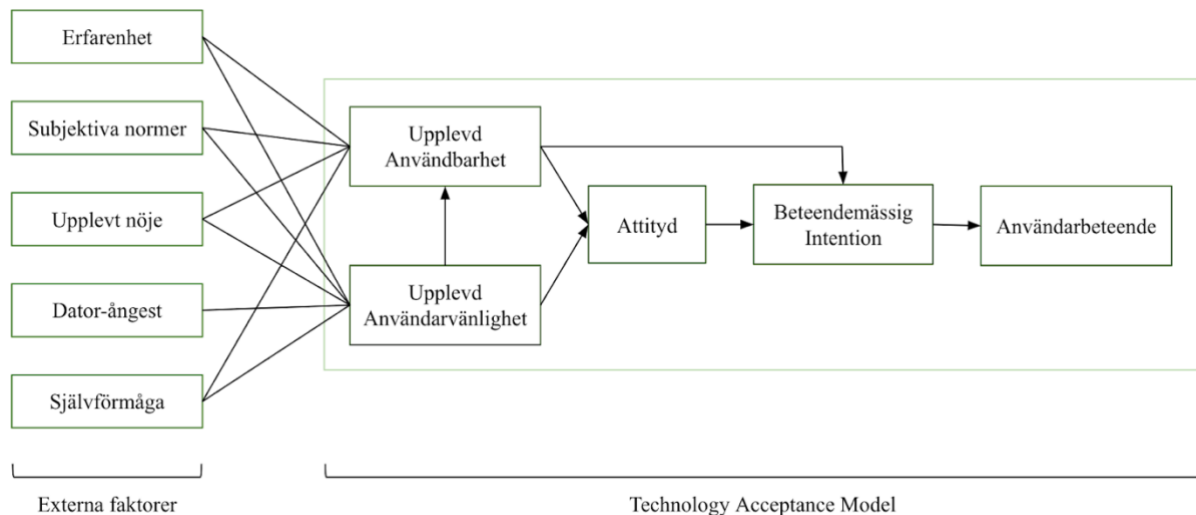 Erfarenhet
Subjektiva normer
Upplevt nöje
Dator-ångest
Självförmåga
Externa faktorer
Upplevd
Användbarhet
Upplevd
Användarvänlighet
Attityd
Beteendemässig
Intention
Användarbeteende
Technology Acceptance Model